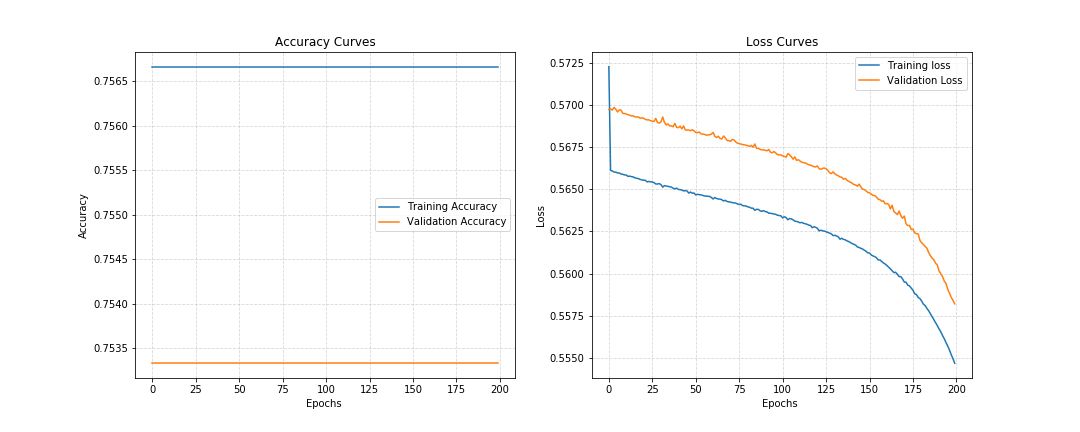 Accuracy Curves
0.7565
0.7560
0.7555
0.7550
0.7545
0.7540
0.7535
Accuracy
Training Accuracy
Validation Accuracy
0 25 50 75 100 125 150 175 200
Epochs
Loss Curves
0.5725
0.5700
0.5675
0.5650
0.5625
0.5600
0.5575
0.5550
Loss
Training loss
Validation Loss
0 25 50 75 100 125 150 175 200
Epochs